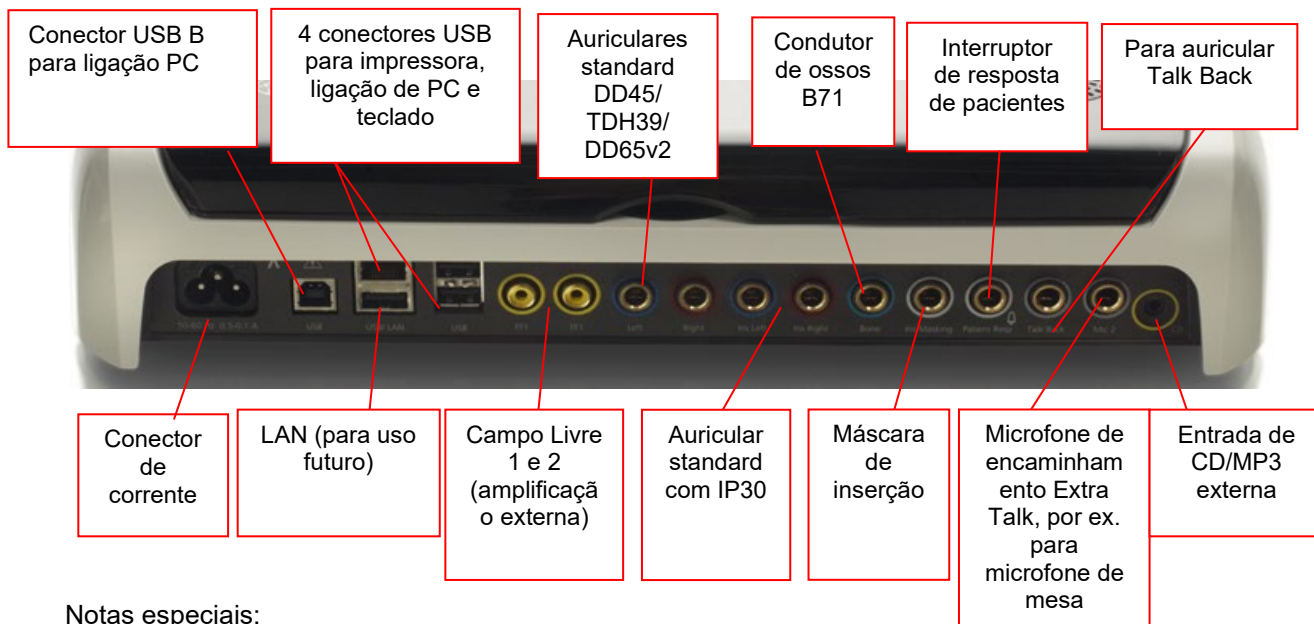 Conector USB B
para ligação PC
4 conectores USB
para impressora,
ligação de PC e
teclado
Auriculares
standard
DD45/
TDH39/
DD65v2
Condutor
de ossos
B71
Interruptor
de resposta
de pacientes
Para auricular
Talk Back
USB
USB/ LAN
USB
FF1
FF2
Left
Right
Ins Left
Ins Right
Bone
Ins Masking
Patient Resp
Talk Back
Mic 2
CD
Conector
de
corrente
LAN (para uso
futuro)
Campo Livre
1 e 2
(amplificaçã
o externa)
Auricular
standard
com IP30
Máscara
de
inserção
Microfone de
encaminham
ento Extra
Talk, por ex.
para
microfone de
mesa
Entrada de
CD/MP3
externa
Notas especiais: